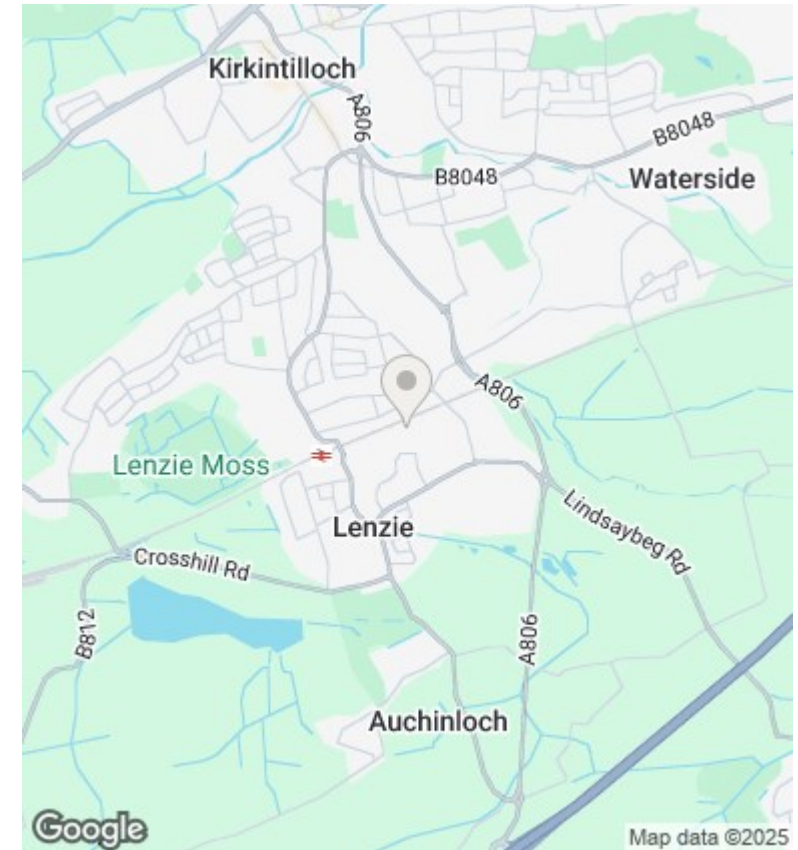 Kirkintilloch
A806
B8048
B8048
Waterside
A806
Lenzie Moss
Lenzie
Lindsaybeg Rd
Crosshill Rd
B812
A806
Auchinloch
Google
Map data ©2025